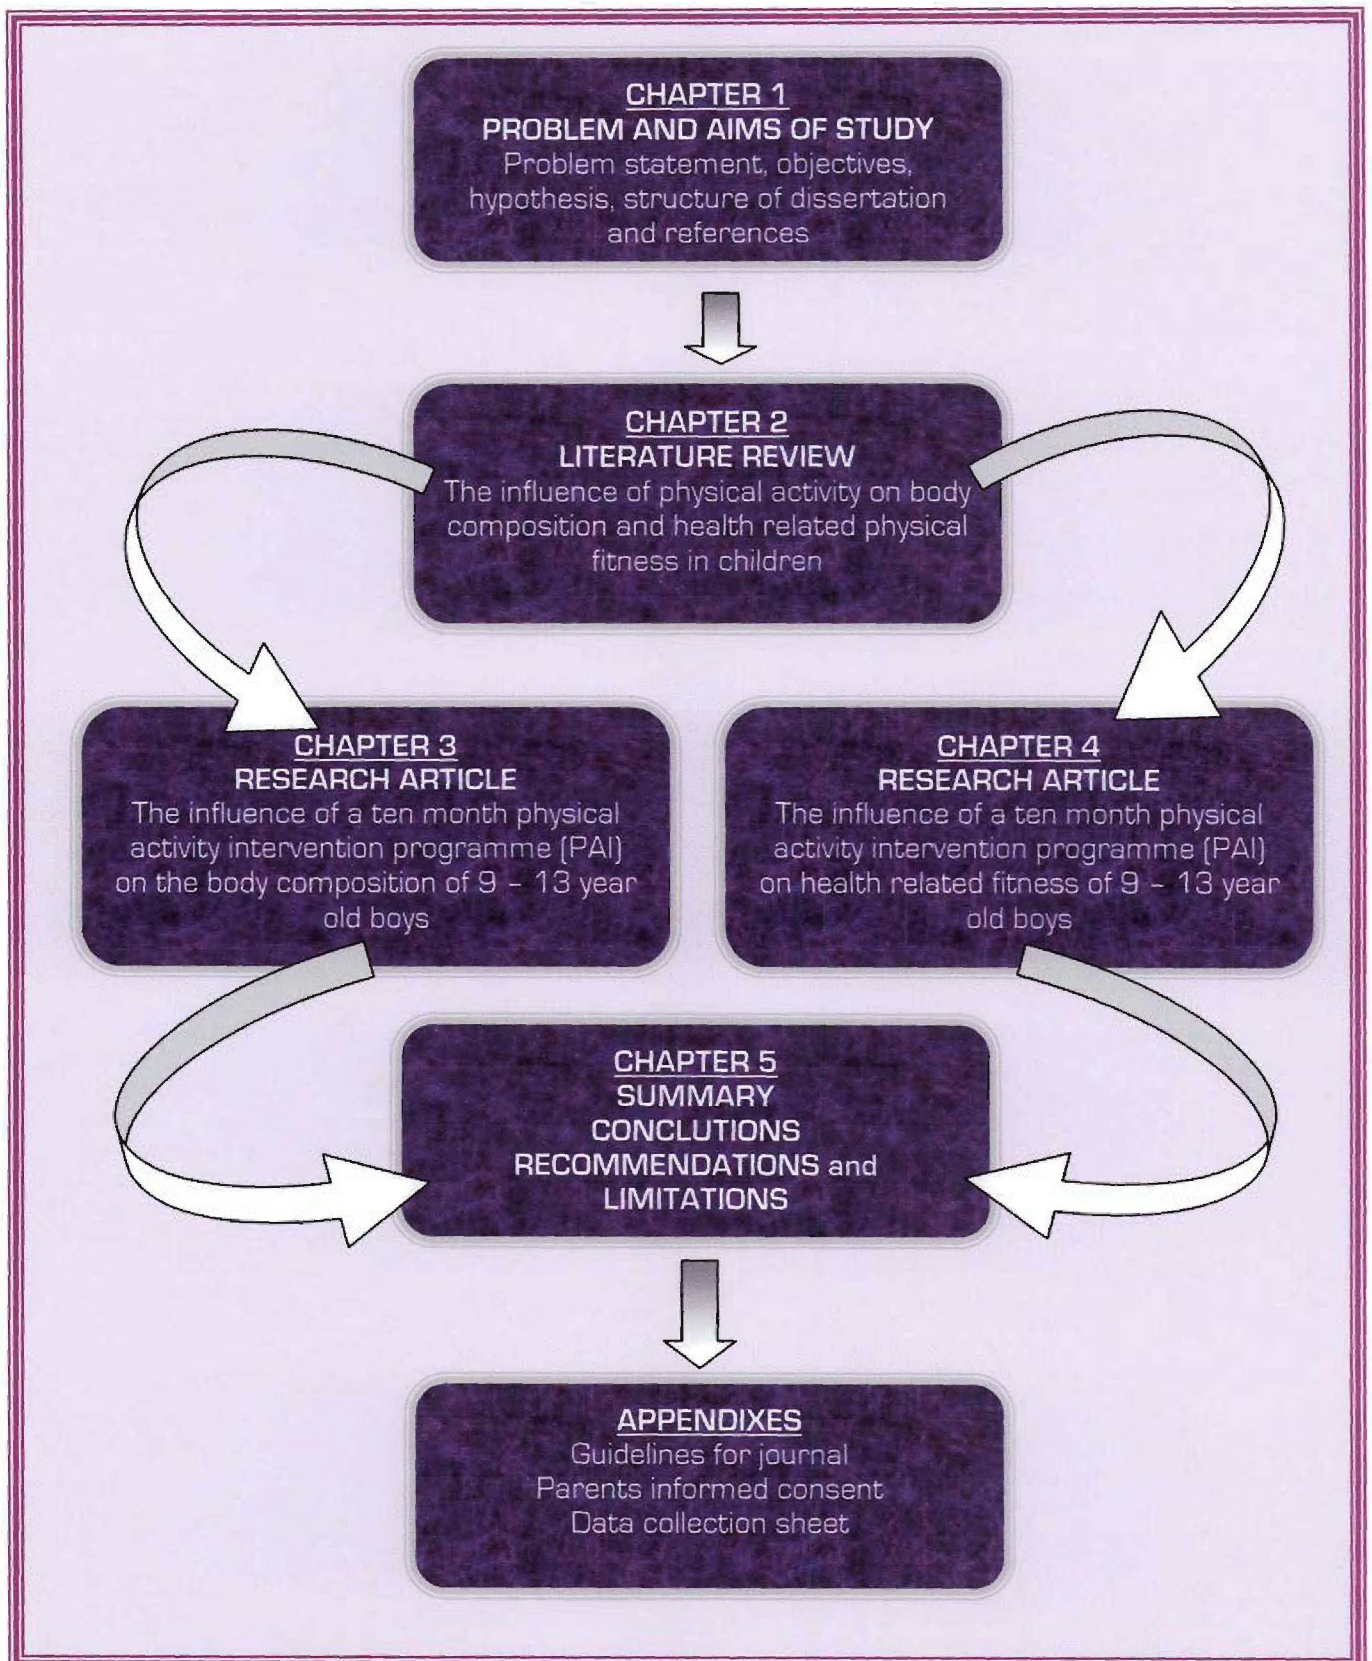 CHAPTER 1
PROBLEM AND AIMS OF STUDY
Problem statement, objectives,
hypothesis, structure of dissertation
and references
CHAPTER 2
LITERATURE REVIEW
The influence of physical activity on body
composition and health related physical
fitness in children
CHAPTER 3
RESEARCH ARTICLE
The influence of a ten month physical
activity intervention programme (PAI)
on the body composition of 9 – 13 year
old boys
CHAPTER 4
RESEARCH ARTICLE
The influence of a ten month physical
activity intervention programme (PAI)
on health related fitness of 9 – 13 year
old boys
CHAPTER 5
SUMMARY
CONCLUTIONS
RECOMMENDATIONS and
LIMITATIONS
APPENDIXES
Guidelines for journal
Parents informed consent
Data collection sheet